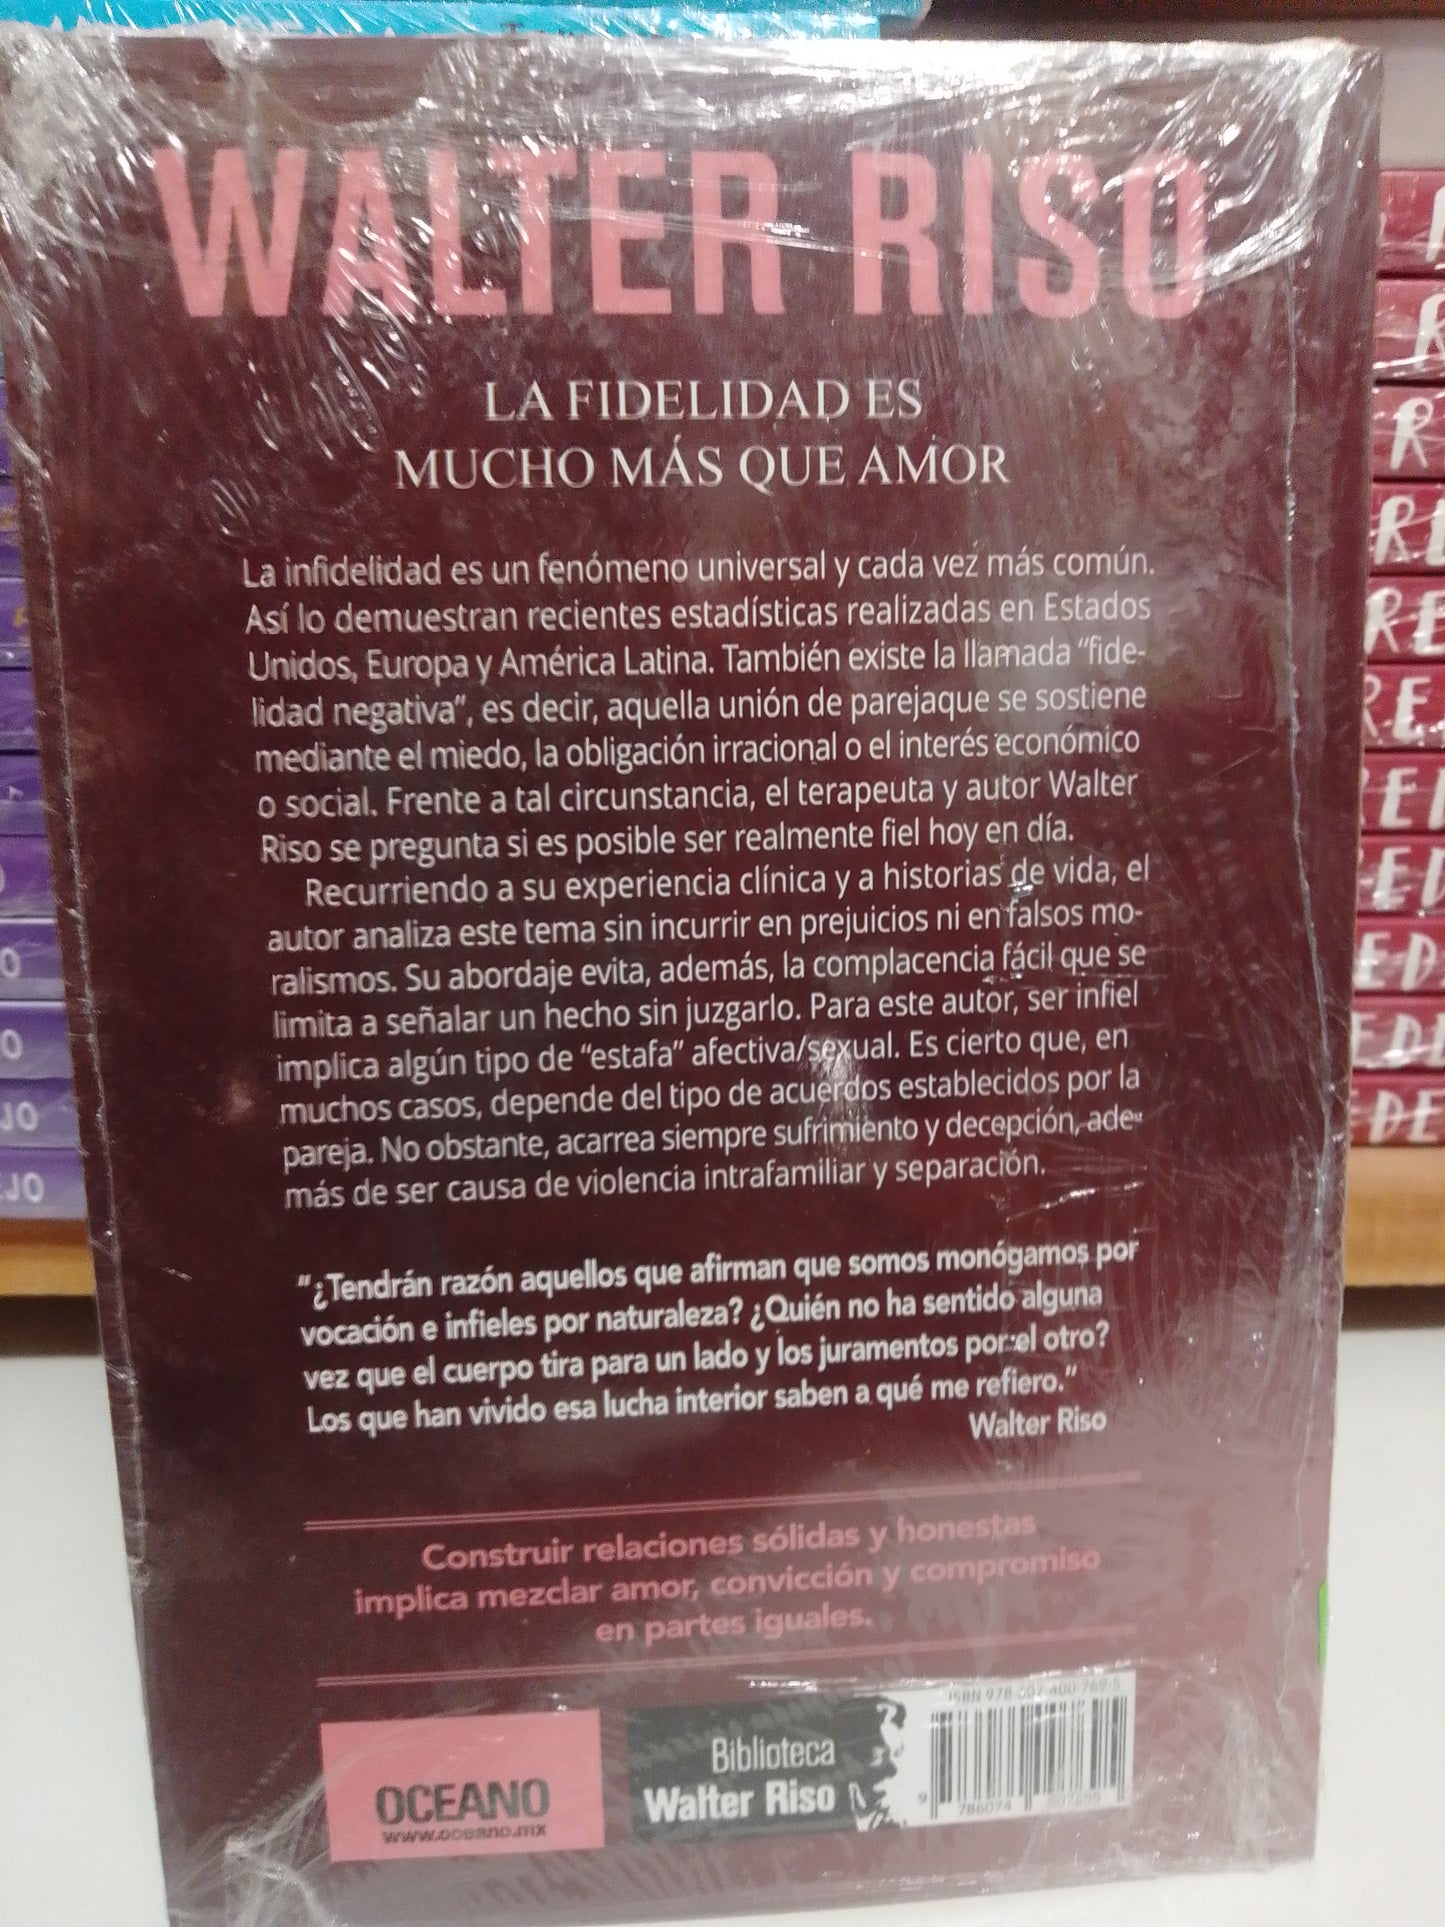 WALTER RISO
LA FIDELIDAD ES
MUCHO MÁS QUE AMOR
La infidelidad es un fenómeno universal y cada vez más común.
Así lo demuestran recientes estadísticas realizadas en Estados
Unidos, Europa y América Latina. También existe la llamada “fide-
lidad negativa”, es decir, aquella unión de parejaque se sostiene
mediante el miedo, la obligación irracional o el interés económico
o social. Frente a tal circunstancia, el terapeuta y autor Walter
Riso se pregunta si es posible ser realmente fiel hoy en día.
Recurriendo a su experiencia clínica y a historias de vida, el
autor analiza este tema sin incurrir en prejuicios ni en falsos mo-
ralismos. Su abordaje evita, además, la complacencia fácil que se
limita a señalar un hecho sin juzgarlo. Para este autor, ser infiel
implica algún tipo de “estafa” afectiva/sexual. Es cierto que, en
muchos casos, depende del tipo de acuerdos establecidos por la
pareja. No obstante, acarrea siempre sufrimiento y decepción, ade-
más de ser causa de violencia intrafamiliar y separación.
"¿Tendrán razón aquellos que afirman que somos monógamos por
vocación e infieles por naturaleza? ¿Quién no ha sentido alguna
vez que el cuerpo tira para un lado y los juramentos por el otro?
Los que han vivido esa lucha interior saben a qué me refiero."
Walter Riso
Construir relaciones sólidas y honestas
implica mezclar amor, convicción y compromiso
en partes iguales.
OCEANO
www.oceano.mx
Biblioteca
Walter Riso
ISBN
9 786074